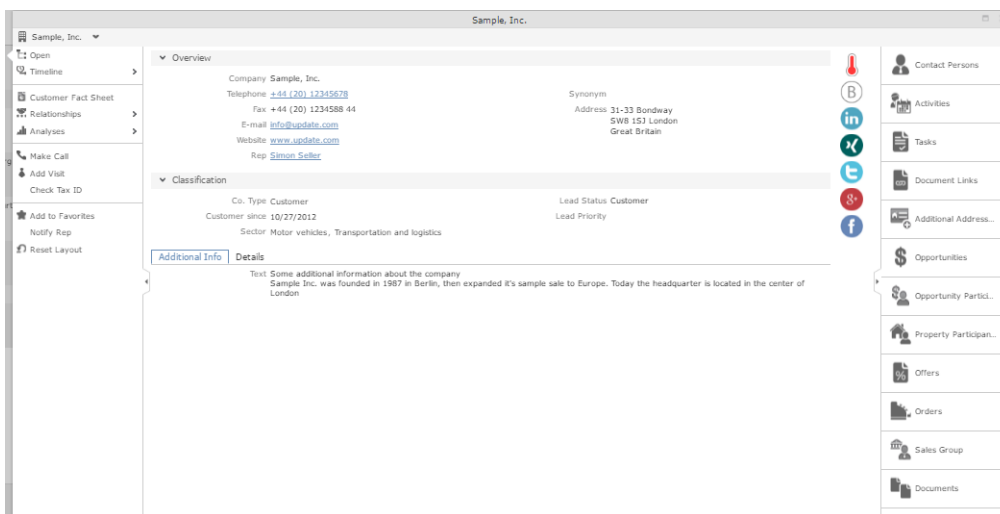 Sample, Inc.
Sample, Inc.
Open
Timeline
Customer Fact Sheet
Relationships
Analyses
Make Call
Add Visit
Check Tax ID
Add to Favorites
Notify Rep
Reset Layout
Overview
Company Sample, Inc.
Telephone +44 (20) 12345678
Fax +44 (20) 1234588 44
E-mail info@update.com
Website www.update.com
Rep Simon Seller
Synonym
Address 31-33 Bondway
SW8 1SJ London
Great Britain
Classification
Co. Type Customer
Customer since 10/27/2012
Sector Motor vehicles, Transportation and logistics
Lead Status Customer
Lead Priority
Additional Info Details
Text Some additional information about the company
Sample Inc. was founded in 1987 in Berlin, then expanded it's sample sale to Europe. Today the headquarter is located in the center of
London
B
in
8+
f
Contact Persons
Activities
Tasks
Document Links
Additional Address...
Opportunities
Opportunity Partici...
Property Participan...
Offers
Orders
Sales Group
Documents